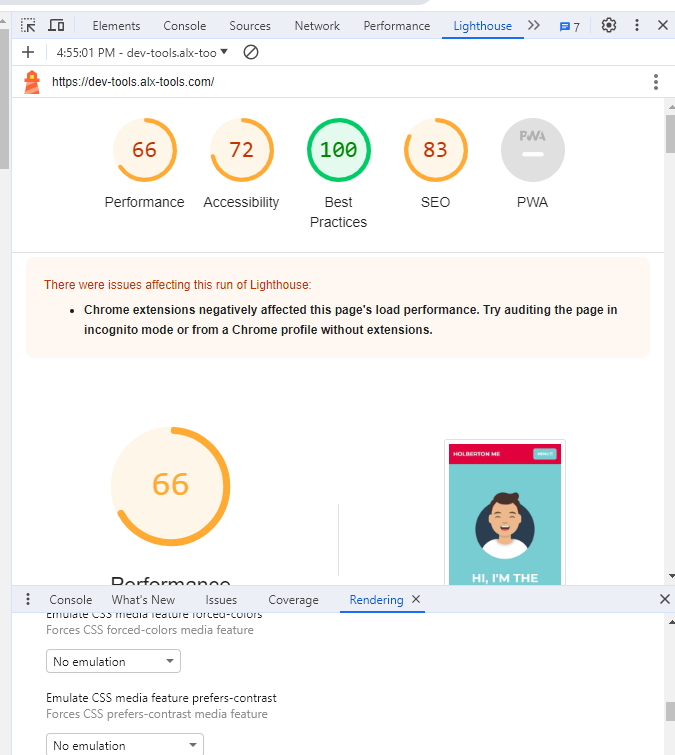 Elements Console Sources Network Performance Lighthouse 7
4:55:01 PM - dev-tools.alx-too
https://dev-tools.alx-tools.com/
66 72 100 83 PWA
Performance Accessibility Best Practices SEO PWA
There were issues affecting this run of Lighthouse:
• Chrome extensions negatively affected this page's load performance. Try auditing the page in
incognito mode or from a Chrome profile without extensions.
66
Performance
HOLBERTON ME
HI, I'M THE
Console What's New Issues Coverage Rendering
Emulate CSS media feature forced-colors
Forces CSS forced-colors media feature
No emulation
Emulate CSS media feature prefers-contrast
Forces CSS prefers-contrast media feature
No emulation